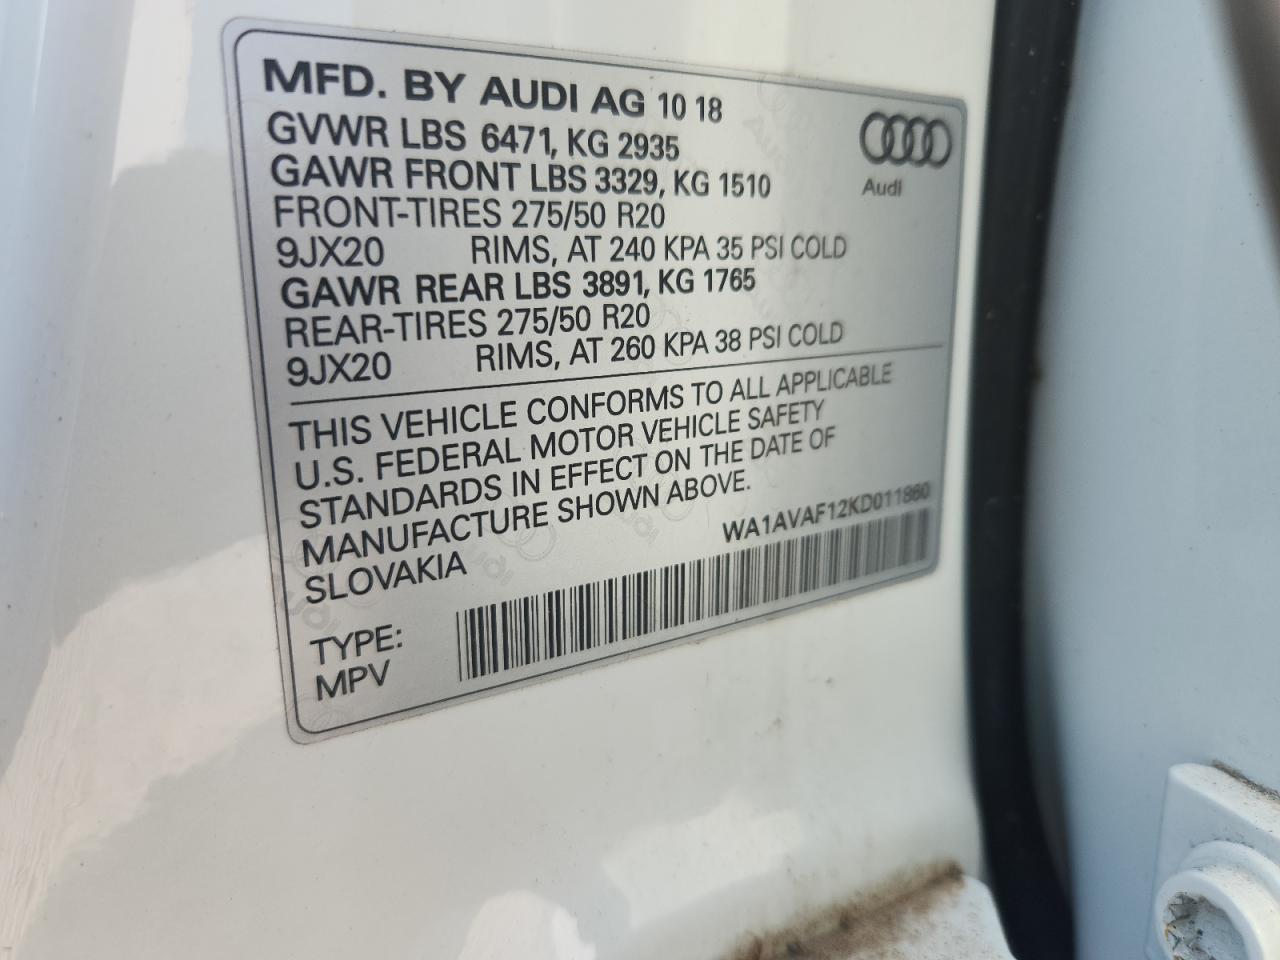 MFD. BY AUDI AG 10 18
GVWR LBS 6471, KG 2935
GAWR FRONT LBS 3329, KG 1510
FRONT-TIRES 275/50 R20
9JX20 RIMS, AT 240 KPA 35 PSI COLD
GAWR REAR LBS 3891, KG 1765
REAR-TIRES 275/50 R20
9JX20 RIMS, AT 260 KPA 38 PSI COLD
Audi
THIS VEHICLE CONFORMS TO ALL APPLICABLE
U.S. FEDERAL MOTOR VEHICLE SAFETY
STANDARDS IN EFFECT ON THE DATE OF
MANUFACTURE SHOWN ABOVE.
SLOVAKIA
WA1AVAF12KD011860
TYPE:
MPV